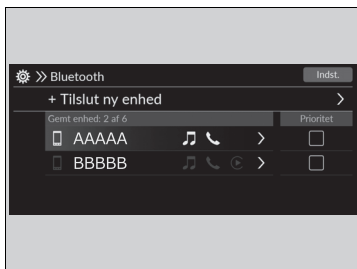 Bluetooth
Indst.
+ Tilslut ny enhed
Gemt enhed: 2 af 6
Prioritet
AAAAA
BBBBB